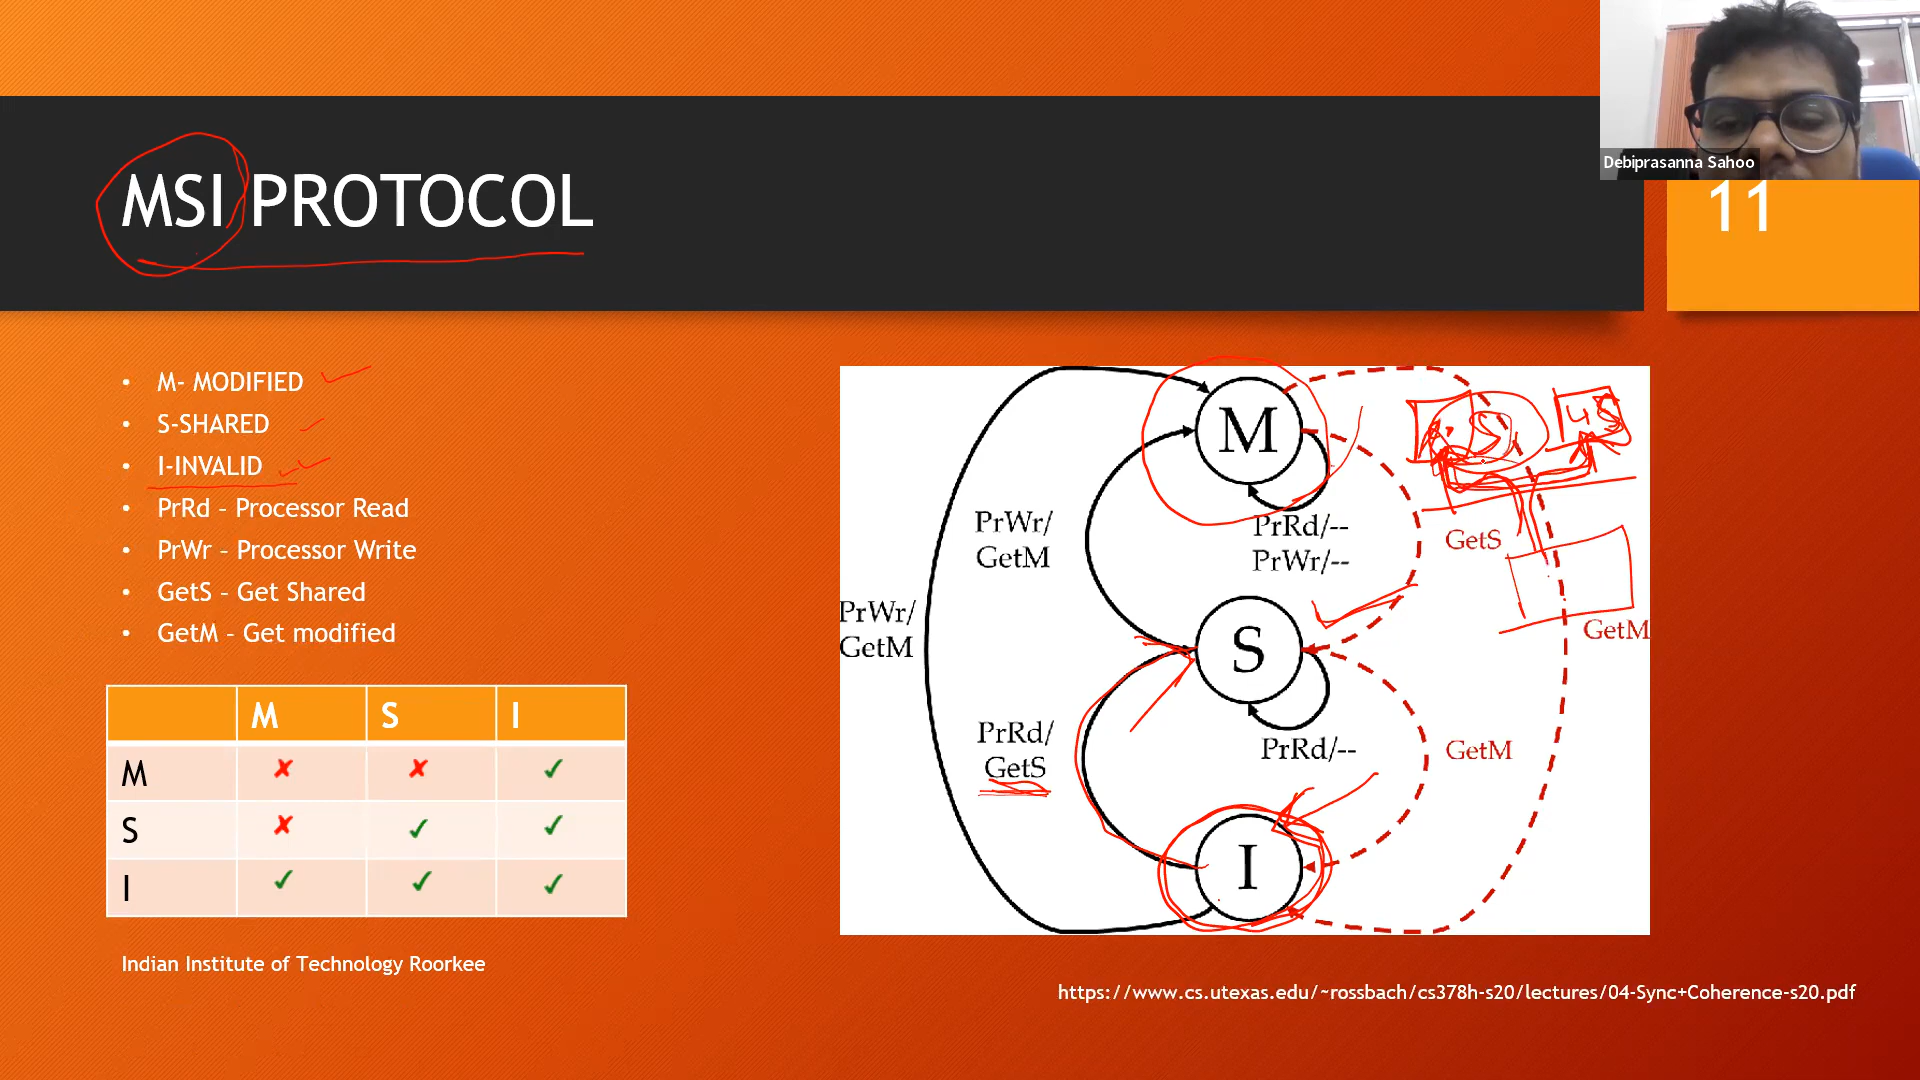 Debiprasanna Sahoo
11
MSI PROTOCOL
• M- MODIFIED
• S-SHARED
• I-INVALID
• PrRd – Processor Read
• PrWr – Processor Write
• GetS – Get Shared
• GetM – Get modified
M S I
M ✘ ✘ ✓
S ✘ ✓ ✓
I ✓ ✓ ✓
Indian Institute of Technology Roorkee
M
PrWr/
GetM
PrRd/--
PrWr/--
GetS
PrWr/
GetM
S
GetM
PrRd/
GetS
PrRd/--
GetM
I
https://www.cs.utexas.edu/~rossbach/cs378h-s20/lectures/04-Sync+Coherence-s20.pdf